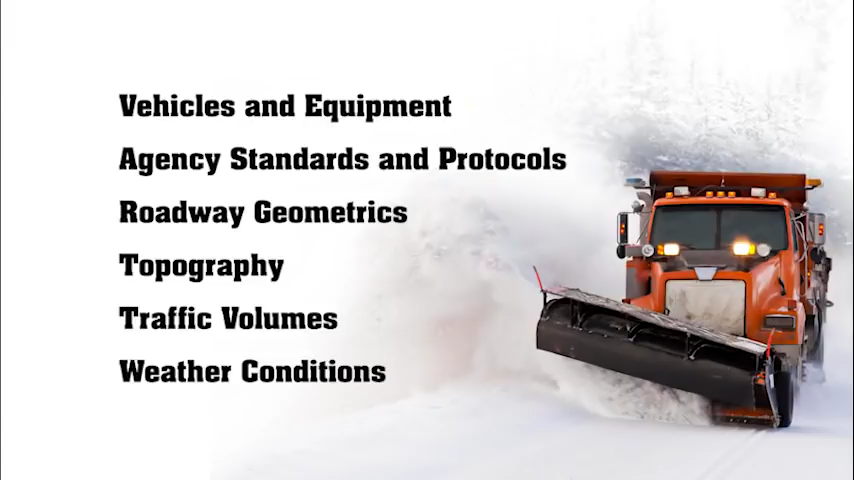 Vehicles and Equipment
Agency Standards and Protocols
Roadway Geometrics
Topography
Traffic Volumes
Weather Conditions